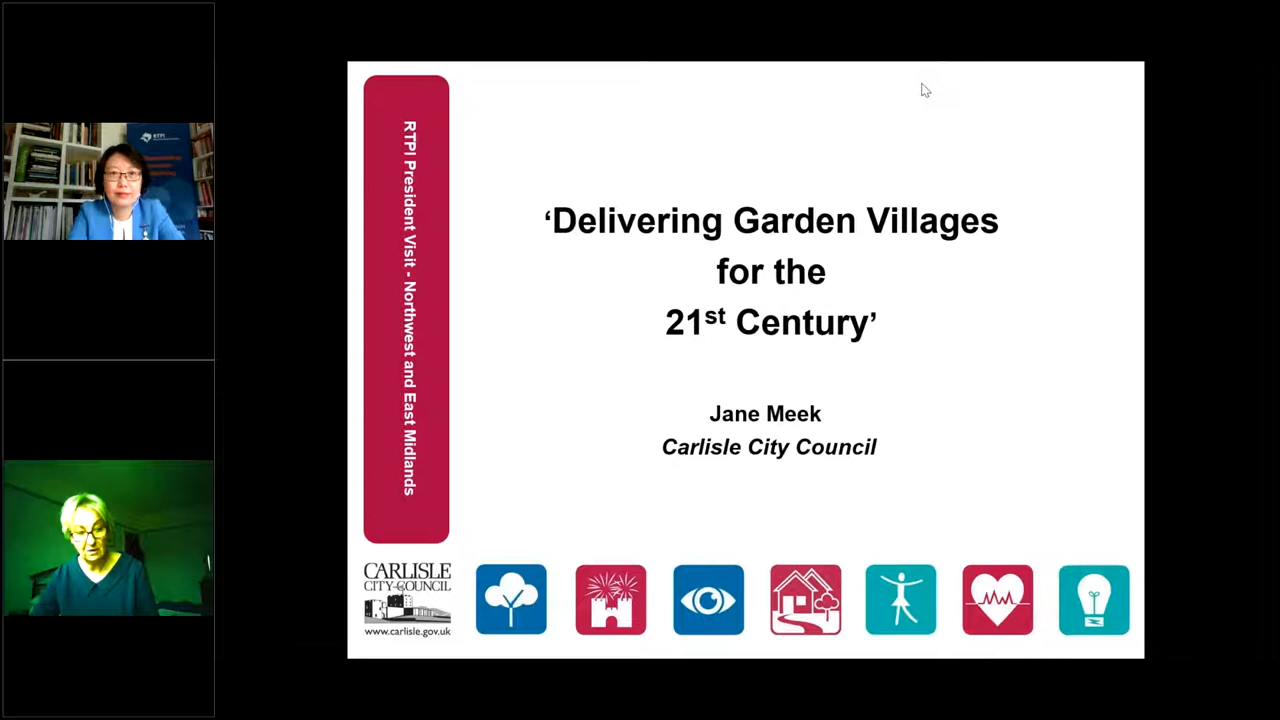 RTPI
RTPI President Visit - Northwest and East Midlands
‘Delivering Garden Villages
for the
21st Century’
Jane Meek
Carlisle City Council
CARLISLE
CITY COUNCIL
www.carlisle.gov.uk